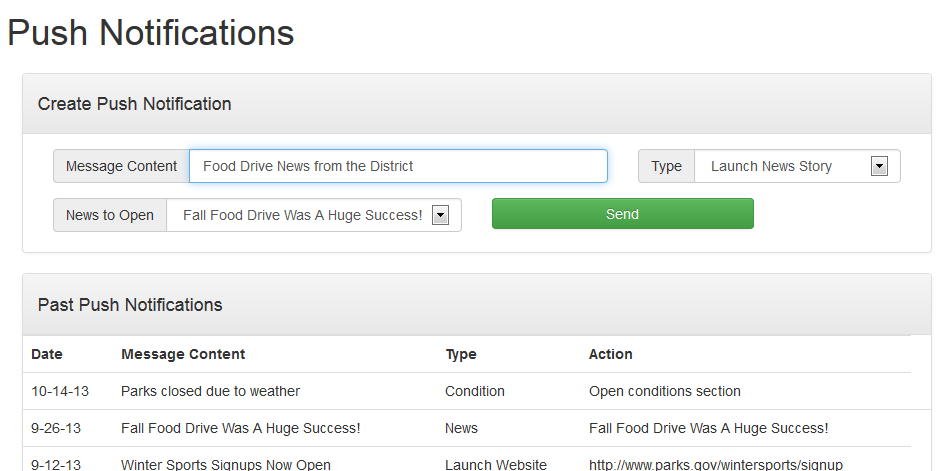 Push Notifications
Create Push Notification
Message Content Food Drive News from the District Type Launch News Story
News to Open Fall Food Drive Was A Huge Success! Send
Past Push Notifications
Date Message Content Type Action
10-14-13 Parks closed due to weather Condition Open conditions section
9-26-13 Fall Food Drive Was A Huge Success! News Fall Food Drive Was A Huge Success!
9-12-13 Winter Sports Signups Now Open Launch Website http://www.parks.gov/wintersports/signup